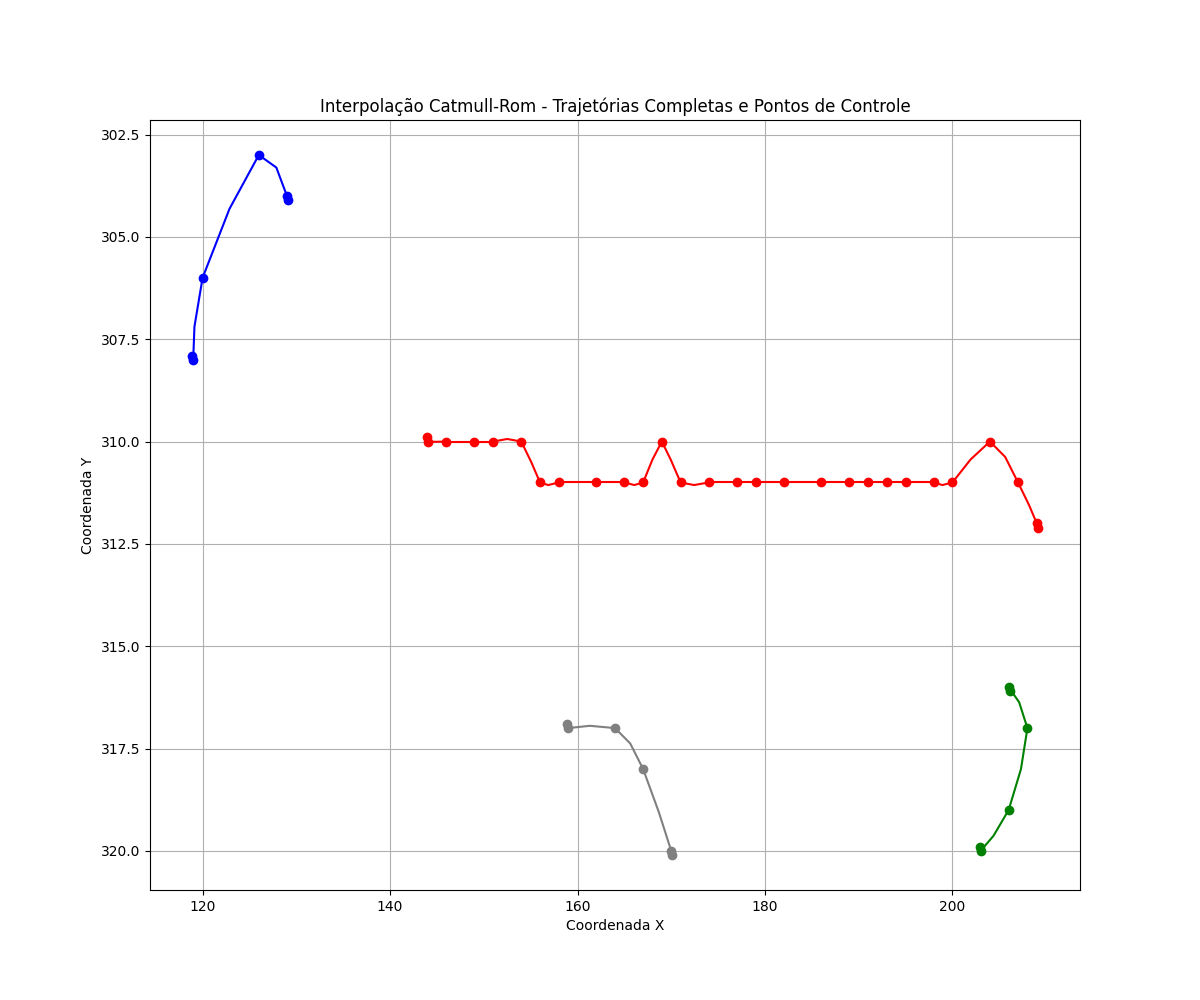 Interpolação Catmull-Rom - Trajetórias Completas e Pontos de Controle
302.5
305.0
307.5
310.0
312.5
315.0
317.5
320.0
Coordenada Y
120 140 160 180 200
Coordenada X